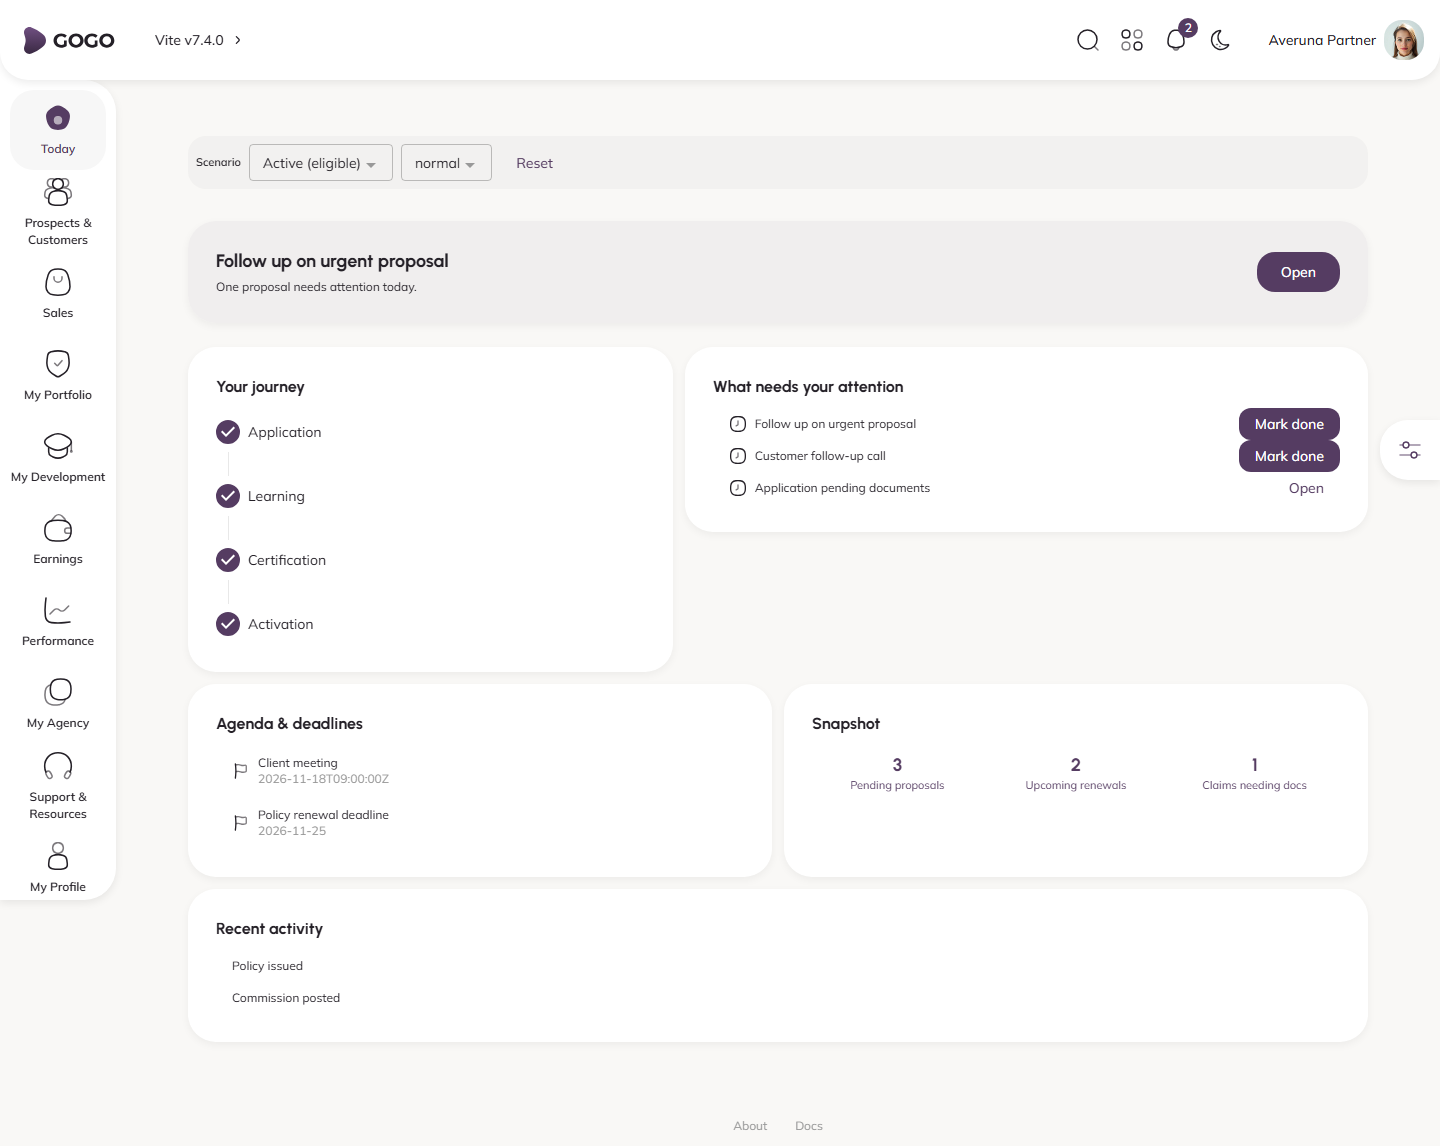 GOGO
Vite v7.4.0
2
Averuna Partner
Today
Prospects &
Customers
Sales
My Portfolio
My Development
Earnings
Performance
My Agency
Support &
Resources
My Profile
Scenario
Active (eligible)
normal
Reset
Follow up on urgent proposal
One proposal needs attention today.
Open
Your journey
Application
Learning
Certification
Activation
What needs your attention
Follow up on urgent proposal
Mark done
Customer follow-up call
Mark done
Application pending documents
Open
Agenda & deadlines
Client meeting
2026-11-18T09:00:00Z
Policy renewal deadline
2026-11-25
Snapshot
3
Pending proposals
2
Upcoming renewals
1
Claims needing docs
Recent activity
Policy issued
Commission posted
About
Docs